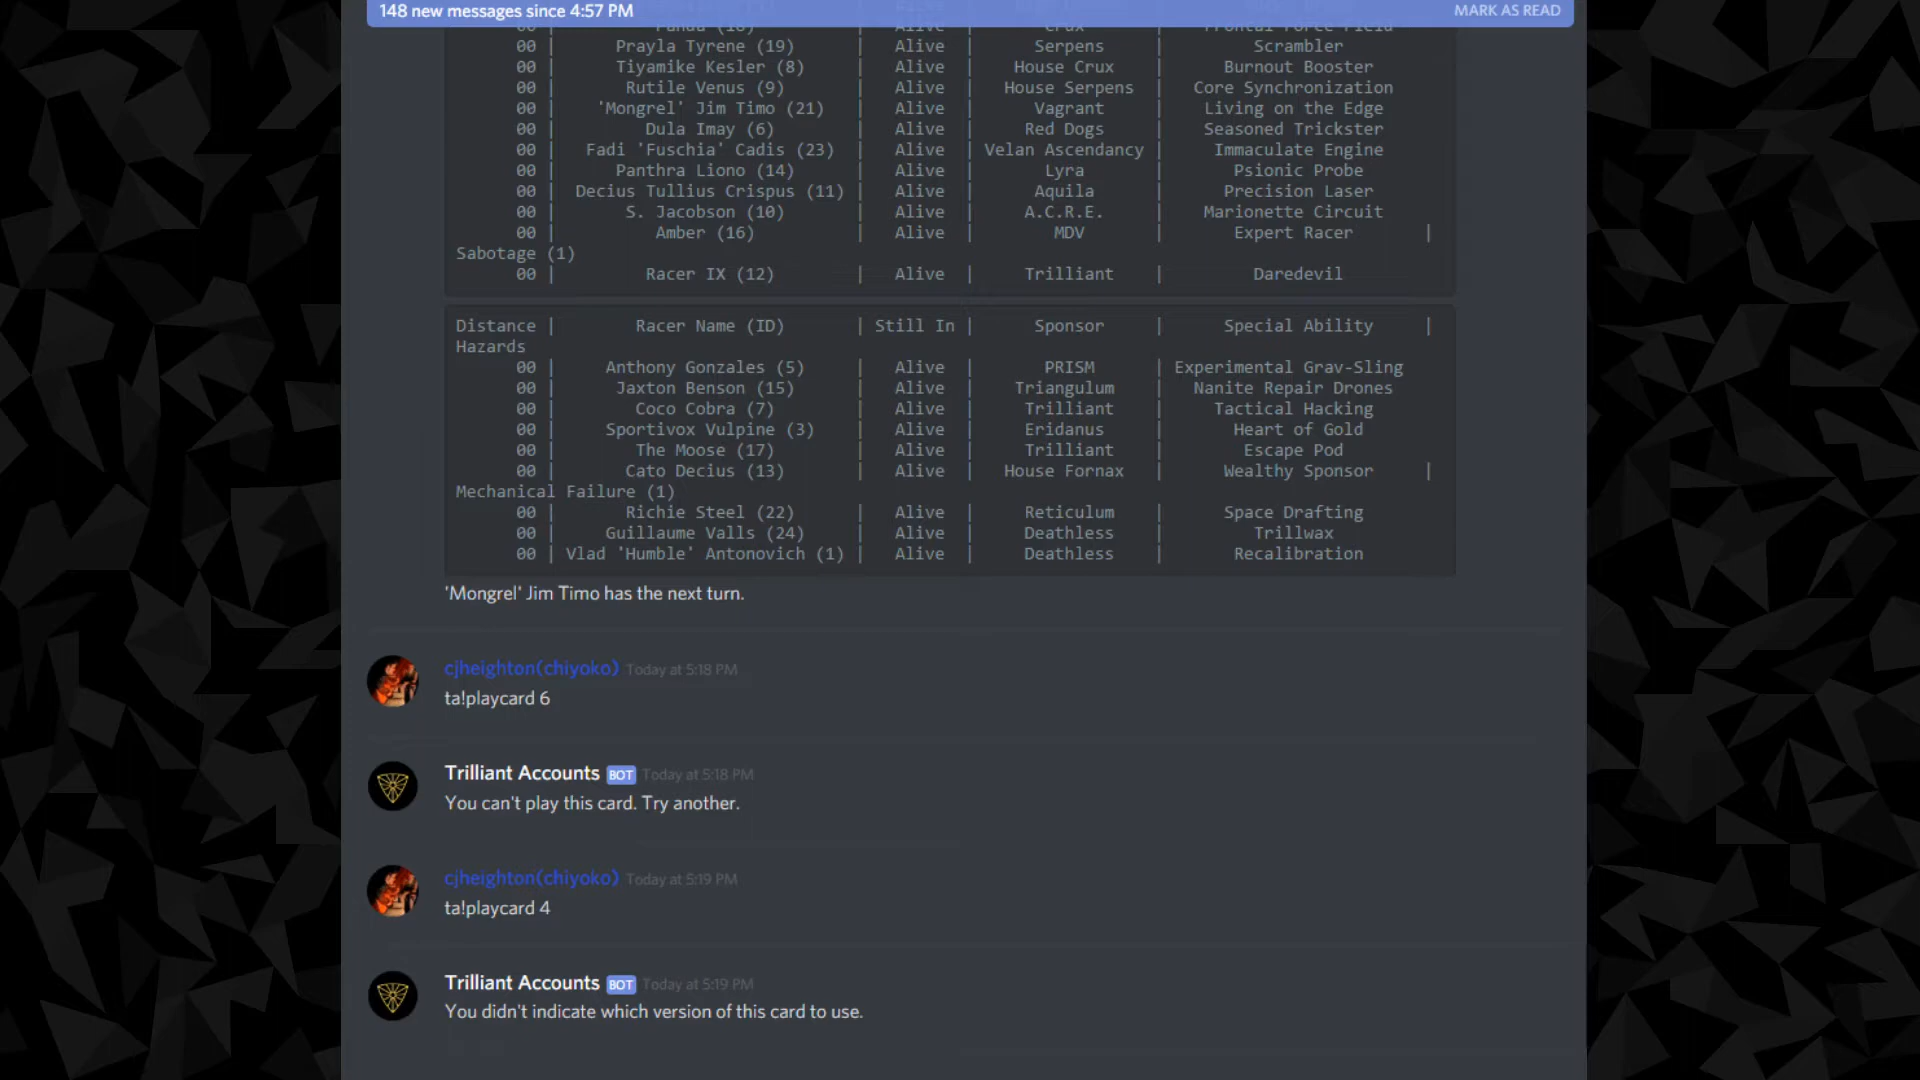 148 new messages since 4:57 PM MARK AS READ
00 | Panda (18) | Alive | Crux | Frontal Force Field
00 | Prayla Tyrene (19) | Alive | Serpens | Scrambler
00 | Tiyamike Kesler (8) | Alive | House Crux | Burnout Booster
00 | Rutile Venus (9) | Alive | House Serpens | Core Synchronization
00 | 'Mongrel' Jim Timo (21) | Alive | Vagrant | Living on the Edge
00 | Dula Imay (6) | Alive | Red Dogs | Seasoned Trickster
00 | Fadi 'Fuschia' Cadis (23) | Alive | Velan Ascendancy | Immaculate Engine
00 | Panthra Liono (14) | Alive | Lyra | Psionic Probe
00 | Decius Tullius Crispus (11) | Alive | Aquila | Precision Laser
00 | S. Jacobson (10) | Alive | A.C.R.E. | Marionette Circuit
00 | Amber (16) | Alive | MDV | Expert Racer |
Sabotage (1)
00 | Racer IX (12) | Alive | Trilliant | Daredevil
Distance | Racer Name (ID) | Still In | Sponsor | Special Ability |
Hazards
00 | Anthony Gonzales (5) | Alive | PRISM | Experimental Grav-Sling
00 | Jaxton Benson (15) | Alive | Triangulum | Nanite Repair Drones
00 | Coco Cobra (7) | Alive | Trilliant | Tactical Hacking
00 | Sportivox Vulpine (3) | Alive | Eridanus | Heart of Gold
00 | The Moose (17) | Alive | Trilliant | Escape Pod
00 | Cato Decius (13) | Alive | House Fornax | Wealthy Sponsor |
Mechanical Failure (1)
00 | Richie Steel (22) | Alive | Reticulum | Space Drafting
00 | Guillaume Valls (24) | Alive | Deathless | Trillwax
00 | Vlad 'Humble' Antonovich (1) | Alive | Deathless | Recalibration
'Mongrel' Jim Timo has the next turn.
cjheighton(chiyoko) Today at 5:18 PM
ta!playcard 6
Trilliant Accounts BOT Today at 5:18 PM
You can't play this card. Try another.
cjheighton(chiyoko) Today at 5:19 PM
ta!playcard 4
Trilliant Accounts BOT Today at 5:19 PM
You didn't indicate which version of this card to use.